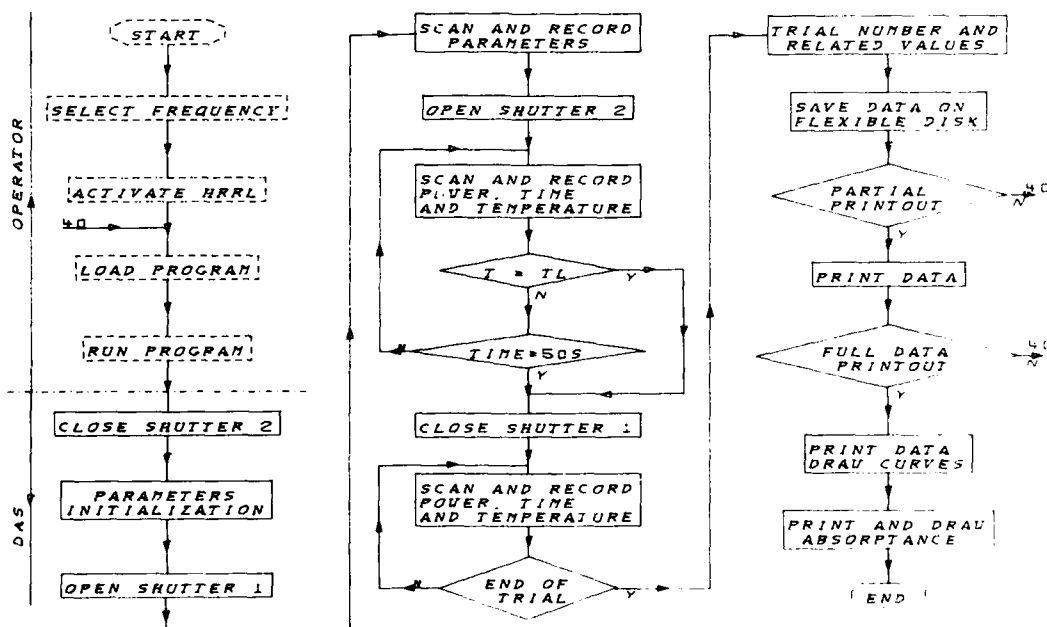 START
SELECT FREQUENCY
ACTIVATE HRRL
40
LOAD PROGRAM
RUN PROGRAM
OPERATOR
DAS
CLOSE SHUTTER 2
PARAMETERS
INITIALIZATION
OPEN SHUTTER 1
SCAN AND RECORD
PARAMETERS
OPEN SHUTTER 2
SCAN AND RECORD
POWER, TIME
AND TEMPERATURE
T = TL
Y
N
TIME=50S
N
Y
CLOSE SHUTTER 1
SCAN AND RECORD
POWER, TIME
AND TEMPERATURE
END OF
TRIAL
N
Y
TRIAL NUMBER AND
RELATED VALUES
SAVE DATA ON
FLEXIBLE DISK
PARTIAL
PRINTOUT
N
40
Y
PRINT DATA
FULL DATA
PRINTOUT
N
40
Y
PRINT DATA
DRAW CURVES
PRINT AND DRAW
ABSORPTANCE
END